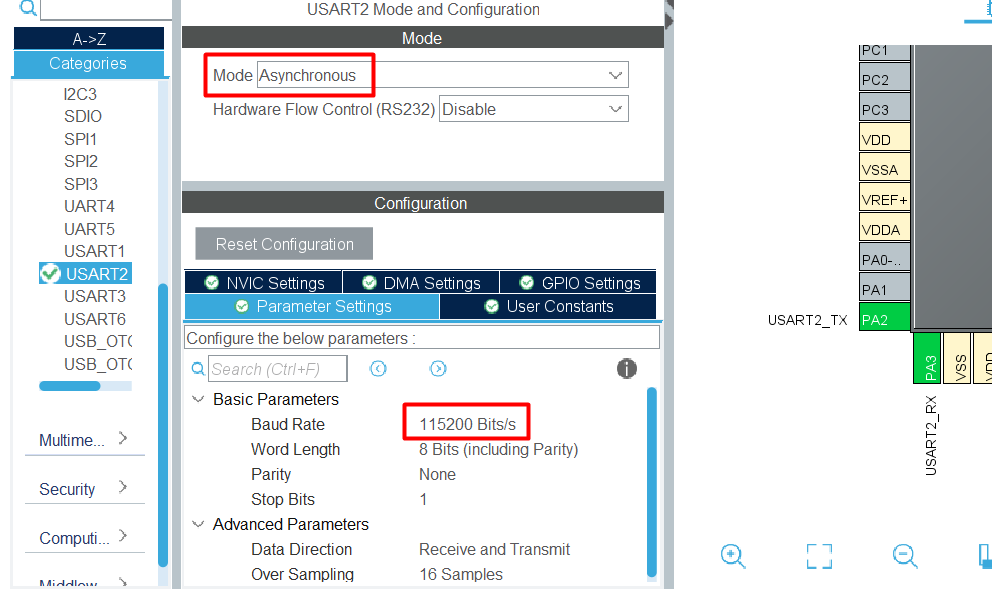 USART2 Mode and Configuration
A->Z
Categories
I2C3
SDIO
SPI1
SPI2
SPI3
UART4
UART5
USART1
USART2
USART3
USART6
USB_OTG
USB_OTG
Multime...
Security
Computi...
Middlew
Mode
Mode Asynchronous
Hardware Flow Control (RS232) Disable
Configuration
Reset Configuration
NVIC Settings
DMA Settings
GPIO Settings
Parameter Settings
User Constants
Configure the below parameters :
Search (Ctrl+F)
Basic Parameters
Baud Rate 115200 Bits/s
Word Length 8 Bits (including Parity)
Parity None
Stop Bits 1
Advanced Parameters
Data Direction Receive and Transmit
Over Sampling 16 Samples
PC1
PC2
PC3
VDD
VSSA
VREF+
VDDA
PA0-..
PA1
USART2_TX PA2
PA3
VSS
VDD
USART2_RX